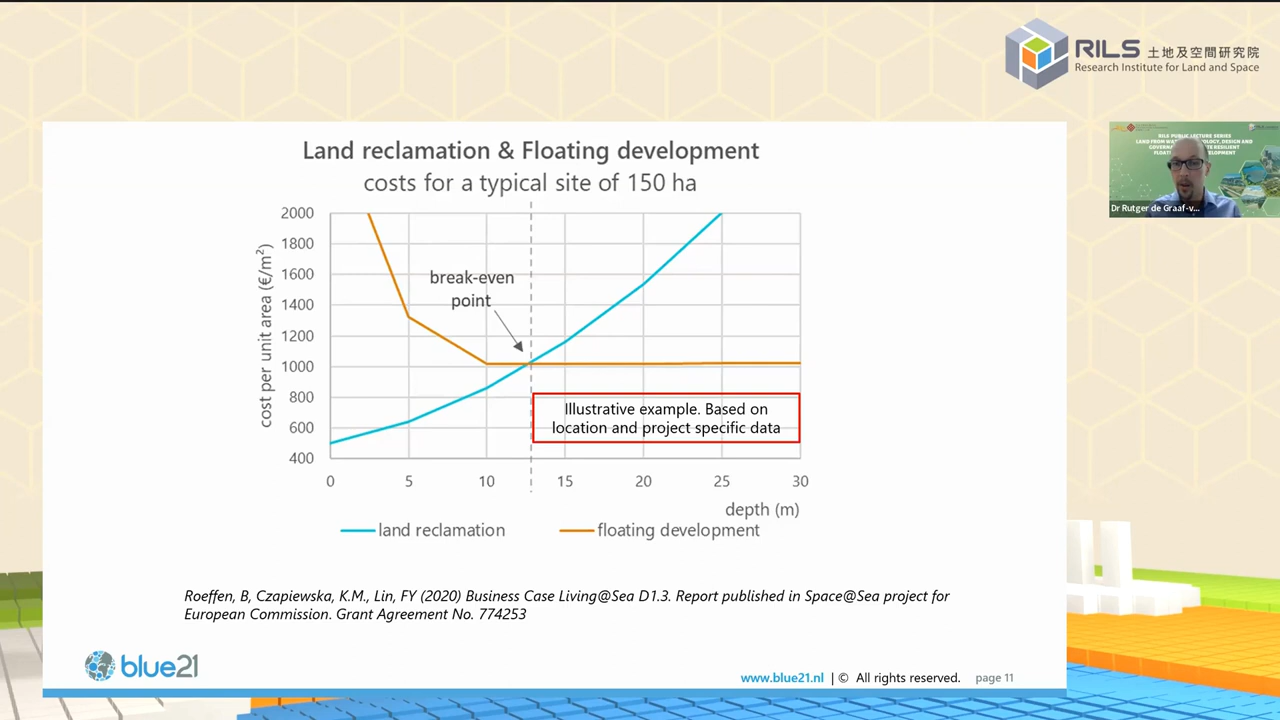 RILS 土地及空間研究院
Research Institute for Land and Space
RILS PUBLIC LECTURE SERIES
Dr Rutger de Graaf-v...
Land reclamation & Floating development
costs for a typical site of 150 ha
cost per unit area (€/m²)
2000
1800
1600
1400
1200
1000
800
600
400
break-even
point
Illustrative example. Based on
location and project specific data
0 5 10 15 20 25 30
depth (m)
land reclamation floating development
Roeffen, B, Czapiewska, K.M., Lin, FY (2020) Business Case Living@Sea D1.3. Report published in Space@Sea project for
European Commission. Grant Agreement No. 774253
blue21
www.blue21.nl | © All rights reserved. page 11